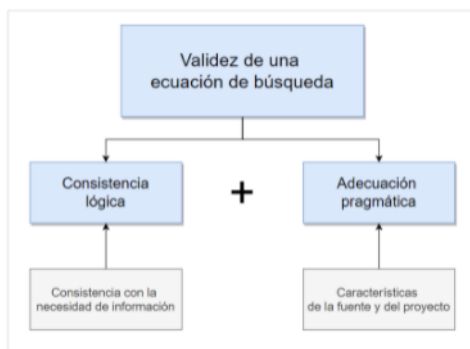 Validez de una
ecuación de búsqueda
Consistencia
lógica
+
Adecuación
pragmática
Consistencia con la
necesidad de información
Características
de la fuente y del proyecto